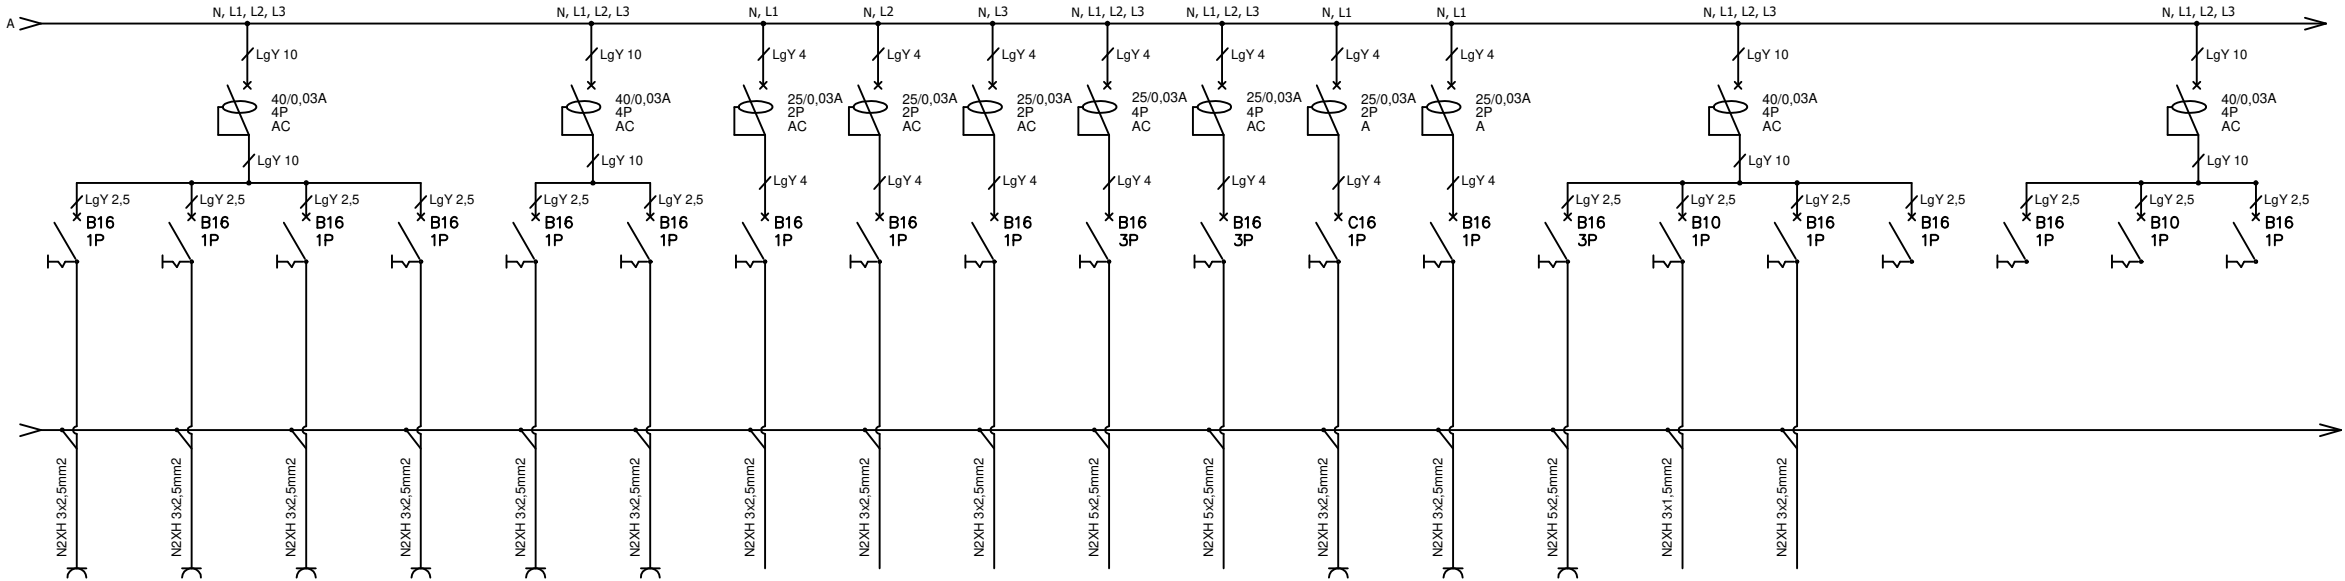 A
N, L1, L2, L3
N, L1, L2, L3
N, L1
N, L2
N, L3
N, L1, L2, L3
N, L1, L2, L3
N, L1
N, L1
N, L1, L2, L3
N, L1, L2, L3
LgY 10
LgY 10
LgY 4
LgY 4
LgY 4
LgY 4
LgY 4
LgY 4
LgY 4
LgY 10
LgY 10
40/0,03A
4P
AC
40/0,03A
4P
AC
25/0,03A
2P
AC
25/0,03A
2P
AC
25/0,03A
2P
AC
25/0,03A
4P
AC
25/0,03A
4P
AC
25/0,03A
2P
A
25/0,03A
2P
A
40/0,03A
4P
AC
40/0,03A
4P
AC
LgY 10
LgY 10
LgY 4
LgY 4
LgY 4
LgY 4
LgY 4
LgY 4
LgY 4
LgY 10
LgY 10
LgY 2,5
LgY 2,5
LgY 2,5
LgY 2,5
LgY 2,5
LgY 2,5
LgY 2,5
LgY 2,5
LgY 2,5
LgY 2,5
LgY 2,5
LgY 2,5
LgY 2,5
B16
1P
B16
1P
B16
1P
B16
1P
B16
1P
B16
1P
B16
1P
B16
1P
B16
1P
B16
3P
B16
3P
C16
1P
B16
1P
B16
3P
B10
1P
B16
1P
B16
1P
B16
1P
B10
1P
B16
1P
N2XH 3x2,5mm2
N2XH 3x2,5mm2
N2XH 3x2,5mm2
N2XH 3x2,5mm2
N2XH 3x2,5mm2
N2XH 3x2,5mm2
N2XH 3x2,5mm2
N2XH 3x2,5mm2
N2XH 3x2,5mm2
N2XH 5x2,5mm2
N2XH 5x2,5mm2
N2XH 3x2,5mm2
N2XH 3x2,5mm2
N2XH 5x2,5mm2
N2XH 3x1,5mm2
N2XH 3x2,5mm2